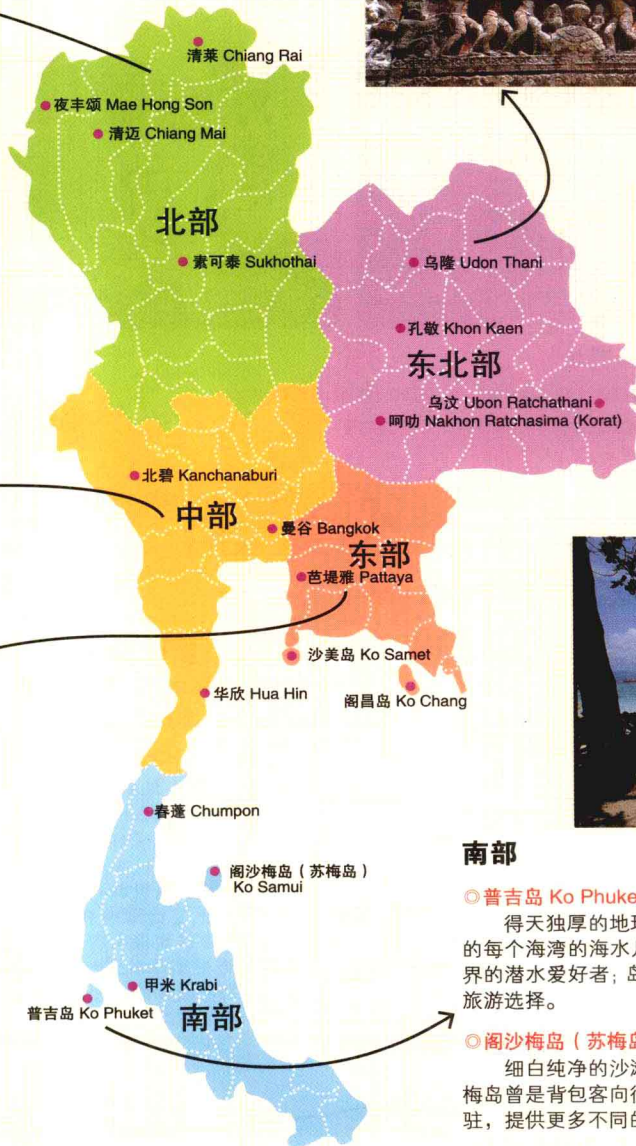 清莱 Chiang Rai
夜丰颂 Mae Hong Son
清迈 Chiang Mai
北部
素可泰 Sukhothai
乌隆 Udon Thani
孔敬 Khon Kaen
东北部
乌汶 Ubon Ratchathani
呵叻 Nakhon Ratchasima (Korat)
北碧 Kanchanaburi
中部
曼谷 Bangkok
东部
芭堤雅 Pattaya
沙美岛 Ko Samet
华欣 Hua Hin
阁昌岛 Ko Chang
春蓬 Chumpon
阁沙梅岛（苏梅岛）
Ko Samui
甲米 Krabi
普吉岛 Ko Phuket
南部
南部
◎普吉岛 Ko Phuke
得天独厚的地理
的每个海湾的海水
界的潜水爱好者；岛
旅游选择。
◎阁沙梅岛（苏梅岛
细白纯净的沙滩
梅岛曾是背包客向往
驻，提供更多不同的